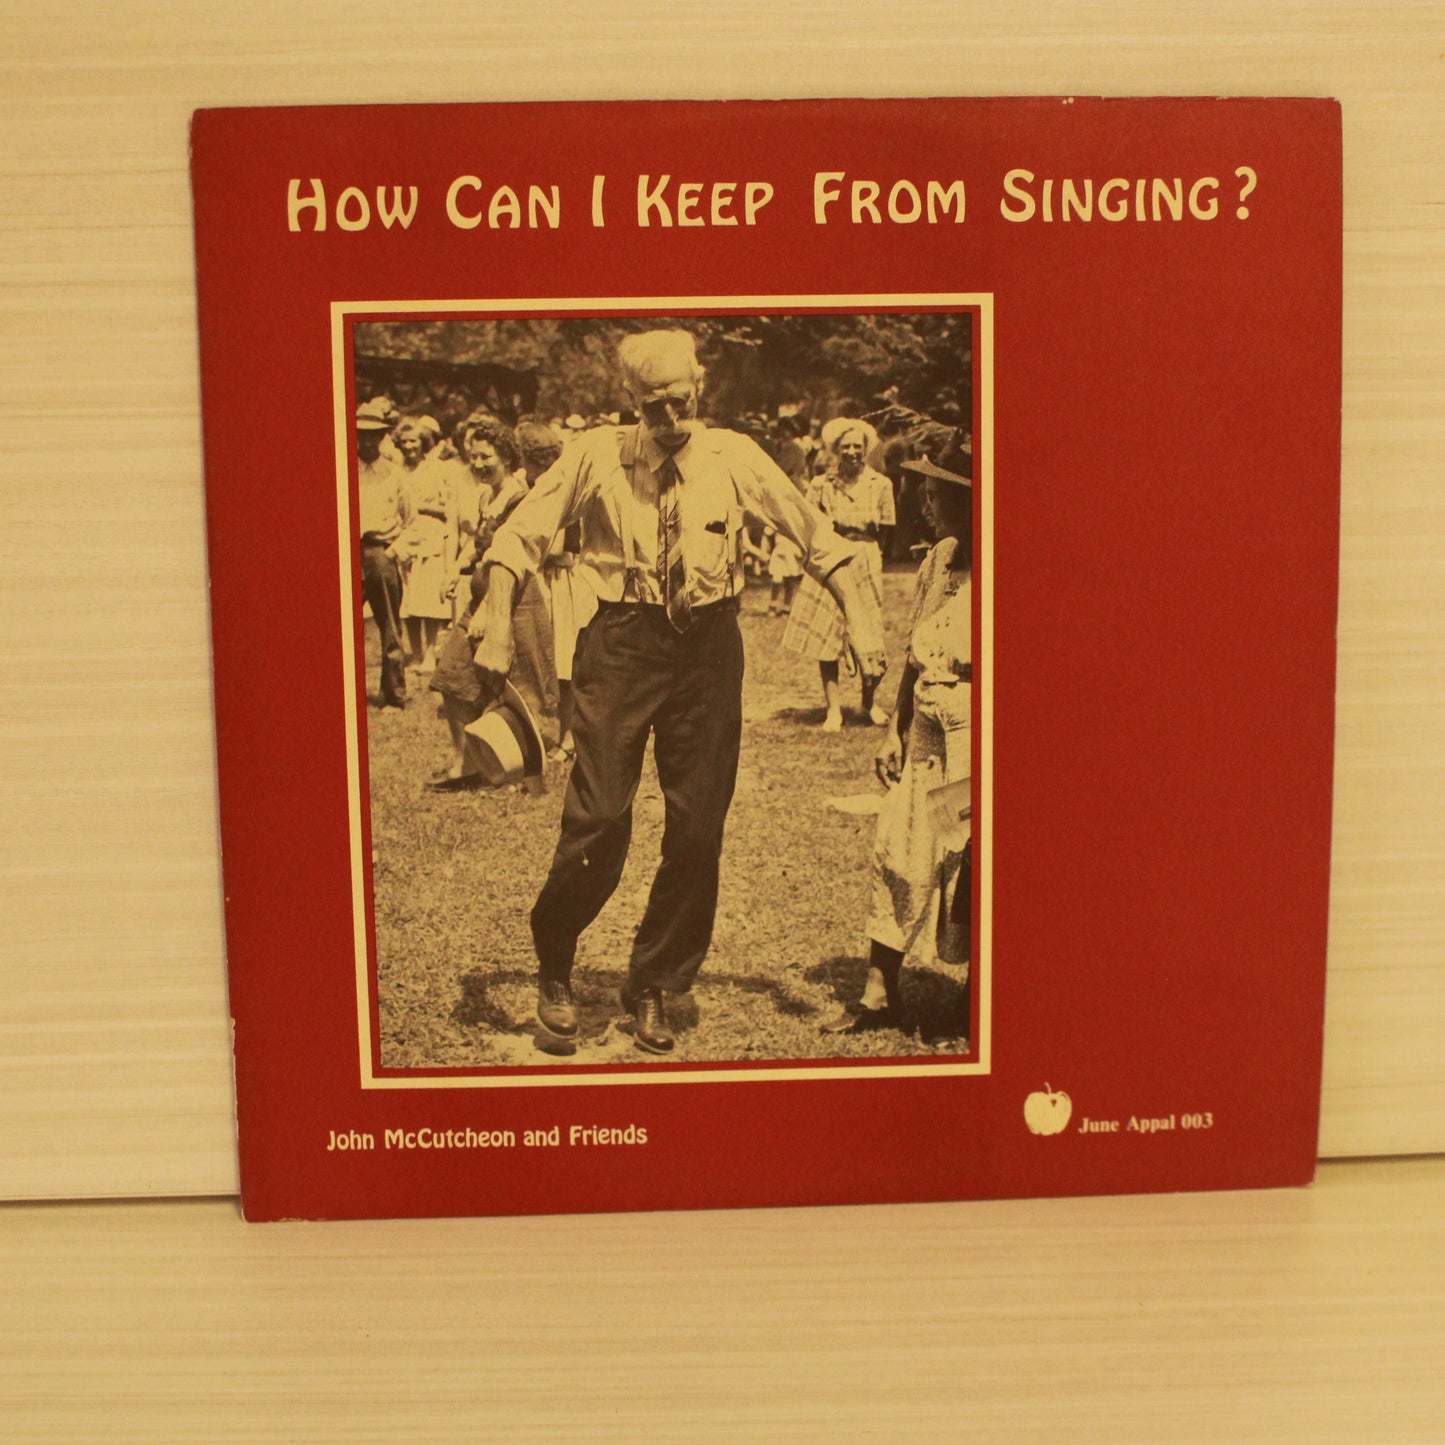 HOW CAN I KEEP FROM SINGING?
John McCutcheon and Friends
June Appal 003